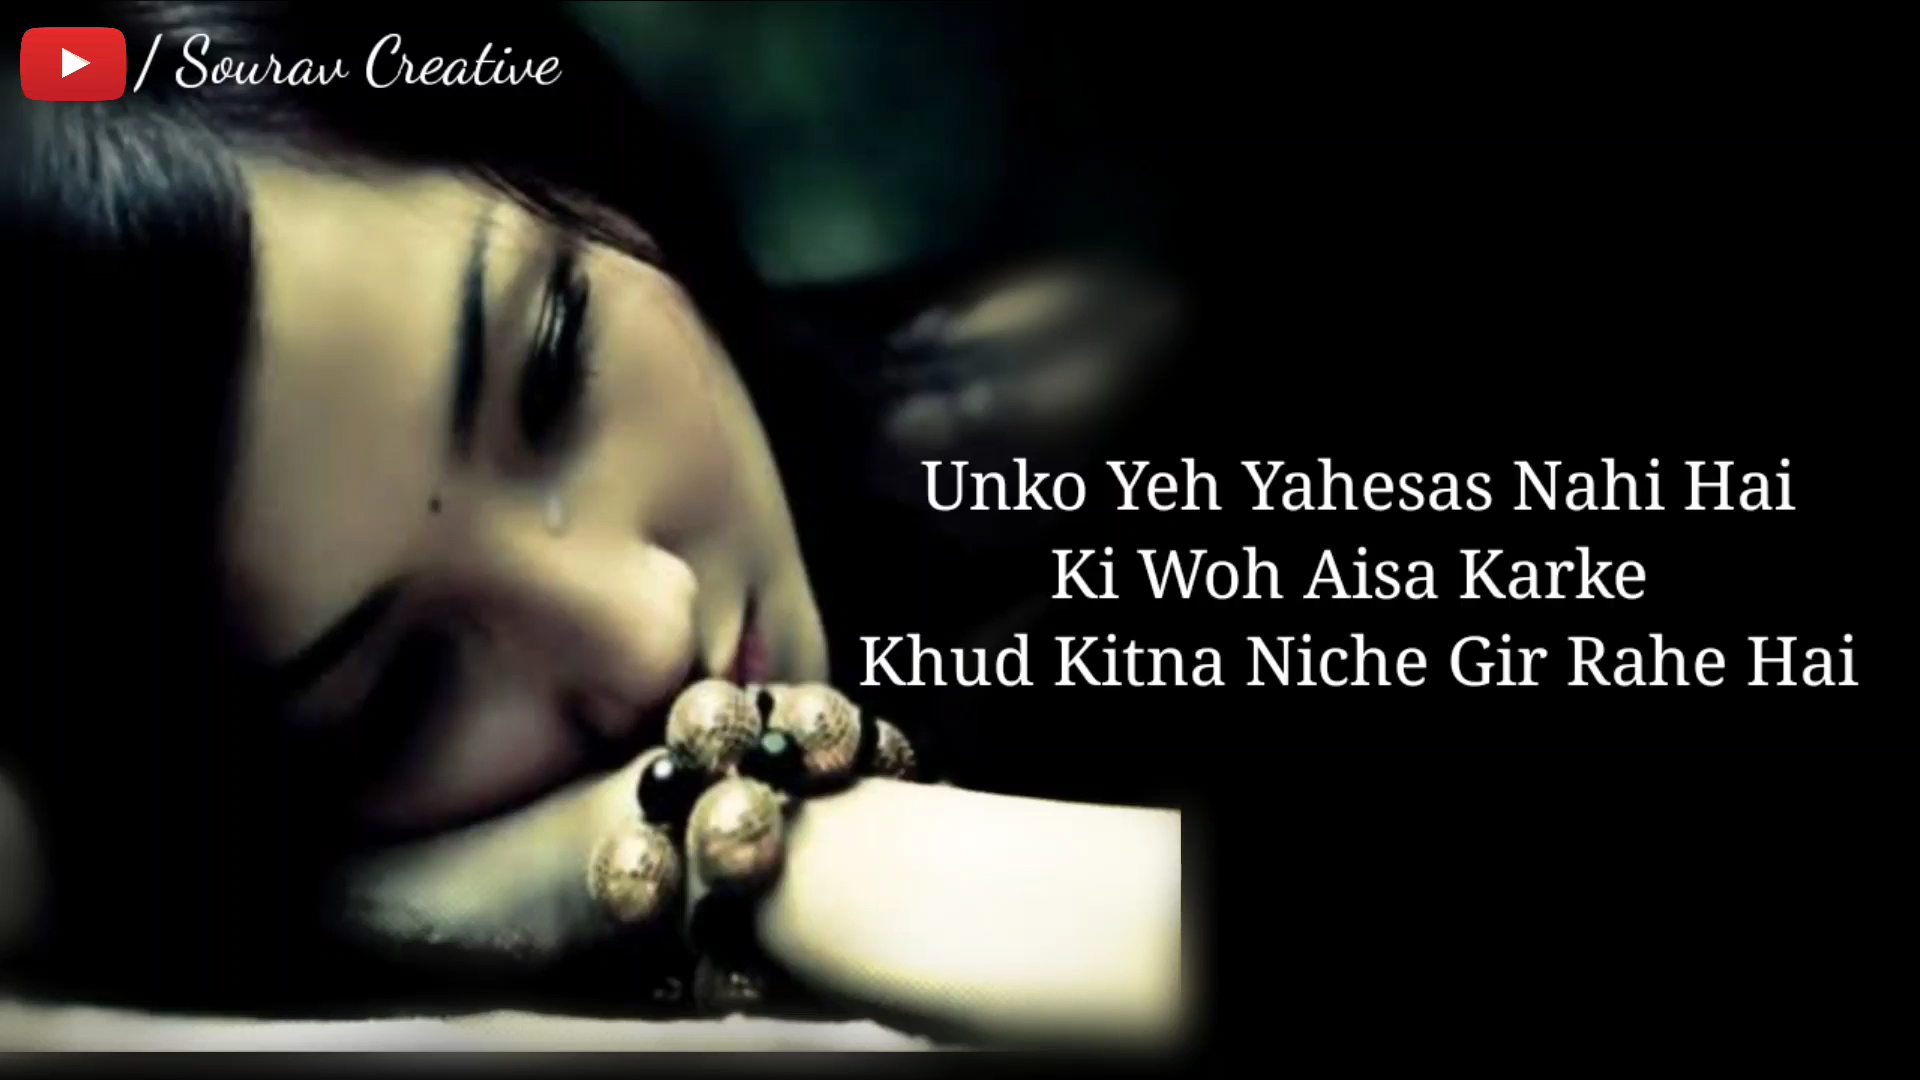 / Sourav Creative
Unko Yeh Yahesas Nahi Hai
Ki Woh Aisa Karke
Khud Kitna Niche Gir Rahe Hai